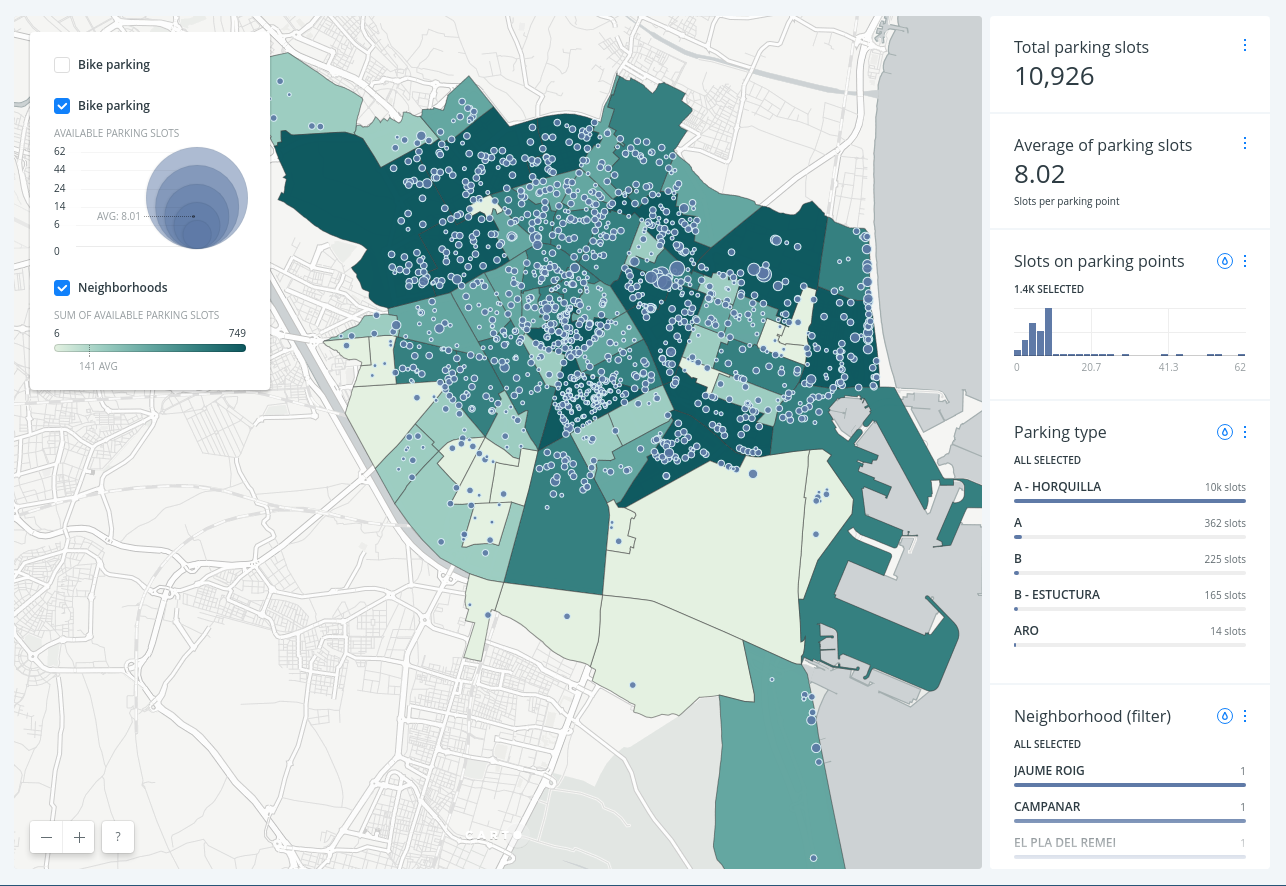 Bike parking
Bike parking
AVAILABLE PARKING SLOTS
62
44
24
14
AVG: 8.01
6
0
Neighborhoods
SUM OF AVAILABLE PARKING SLOTS
6 749
141 AVG
CARTO
?
Total parking slots
10,926
Average of parking slots
8.02
Slots per parking point
Slots on parking points
1.4K SELECTED
0 20.7 41.3 62
Parking type
ALL SELECTED
A - HORQUILLA 10k slots
A 362 slots
B 225 slots
B - ESTUCTURA 165 slots
ARO 14 slots
Neighborhood (filter)
ALL SELECTED
JAUME ROIG 1
CAMPANAR 1
EL PLA DEL REMEI 1